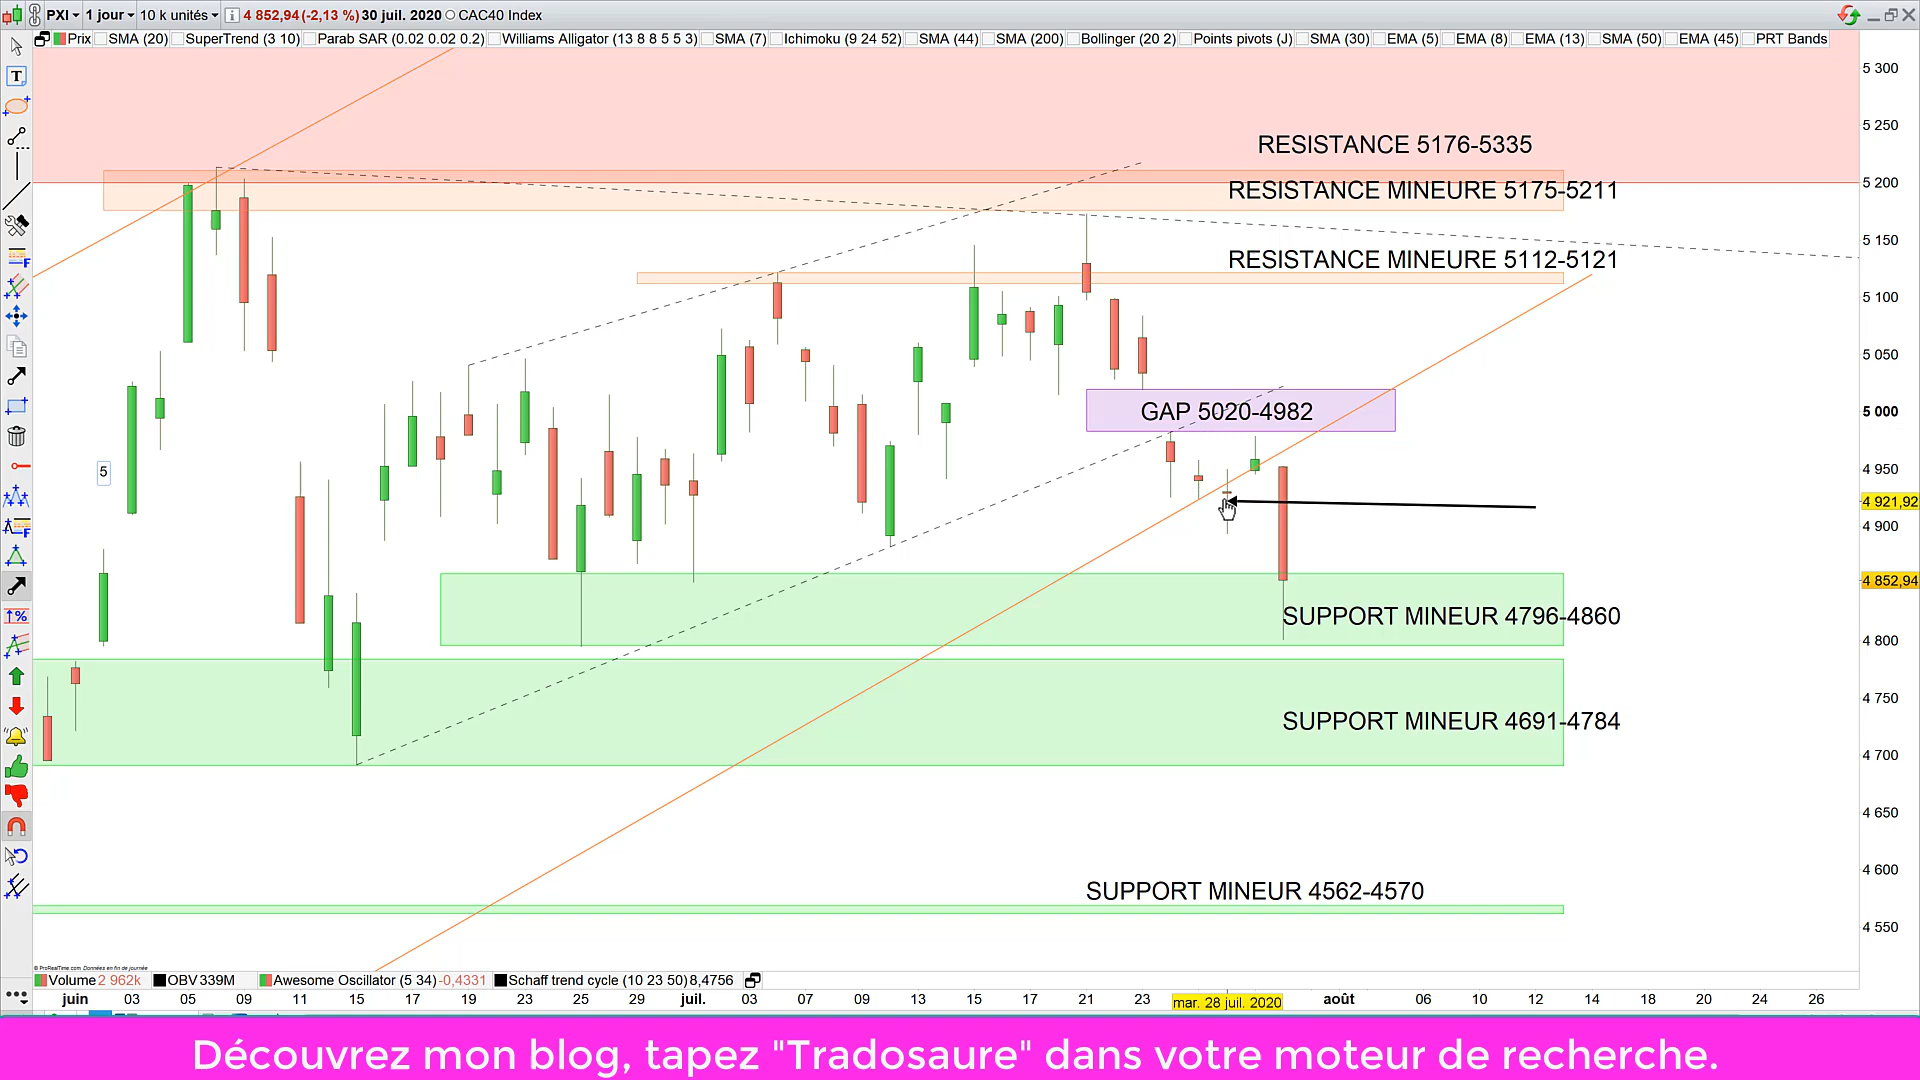 PXI 1 jour 10 k unités 4 852,94 (-2,13 %) 30 juil. 2020 CAC40 Index
Prix SMA (20) SuperTrend (3 10) Parab SAR (0.02 0.02 0.2) Williams Alligator (13 8 8 5 5 3) SMA (7) Ichimoku (9 24 52) SMA (44) SMA (200) Bollinger (20 2) Points pivots (J) SMA (30) EMA (5) EMA (8) EMA (13) SMA (50) EMA (45) PRT Bands
5 300
5 250
RESISTANCE 5176-5335
5 200
RESISTANCE MINEURE 5175-5211
5 150
RESISTANCE MINEURE 5112-5121
5 100
5 050
GAP 5020-4982
5 000
5
4 950
4 921,92
4 900
4 852,94
SUPPORT MINEUR 4796-4860
4 800
4 750
SUPPORT MINEUR 4691-4784
4 700
4 650
4 600
SUPPORT MINEUR 4562-4570
4 550
© ProRealTime.com Données en fin de journée
Volume 2 962k OBV 339M Awesome Oscillator (5 34) -0,4331 Schaff trend cycle (10 23 50) 8,4756
juin 03 05 09 11 15 17 19 23 25 29 juil. 03 07 09 13 15 17 21 23 mar. 28 juil. 2020 août 06 10 12 14 18 20 24 26
Découvrez mon blog, tapez "Tradosaure" dans votre moteur de recherche.